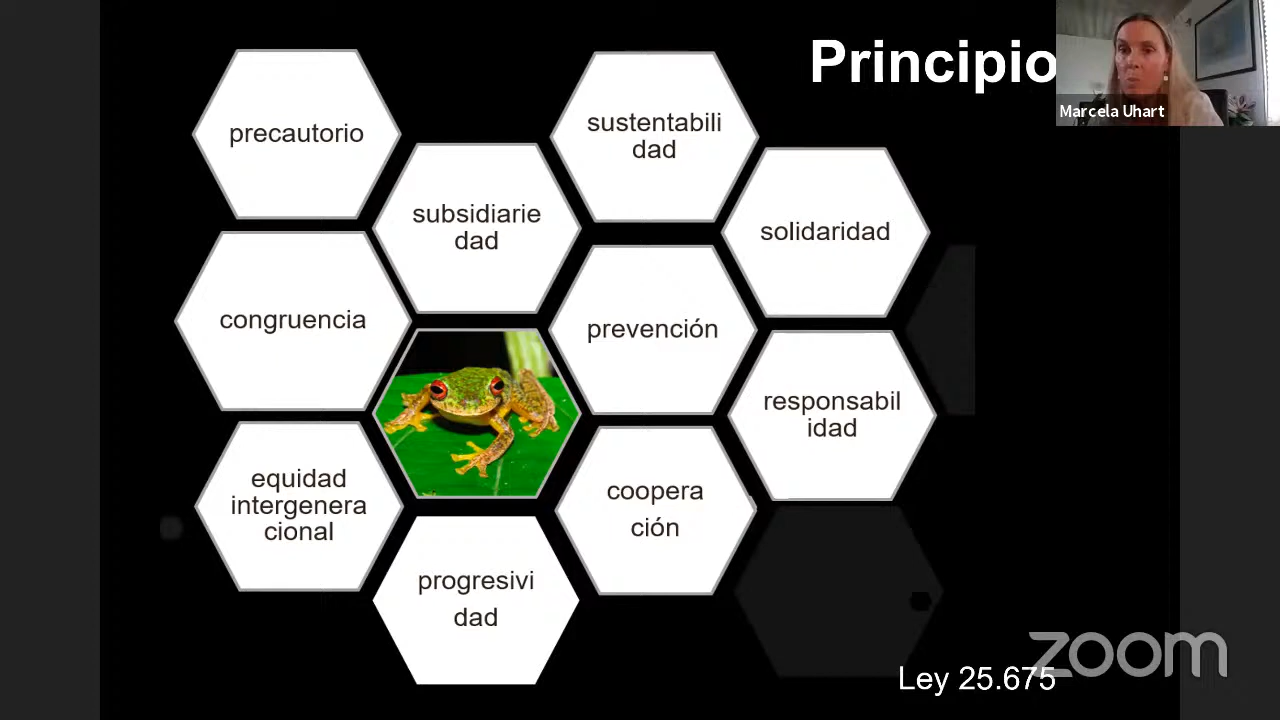 Principio
Marcela Uhart
precautorio
sustentabili
dad
subsidiarie
dad
solidaridad
congruencia
prevención
responsabil
idad
equidad
intergenera
cional
coopera
ción
progresivi
dad
zoom
Ley 25.675